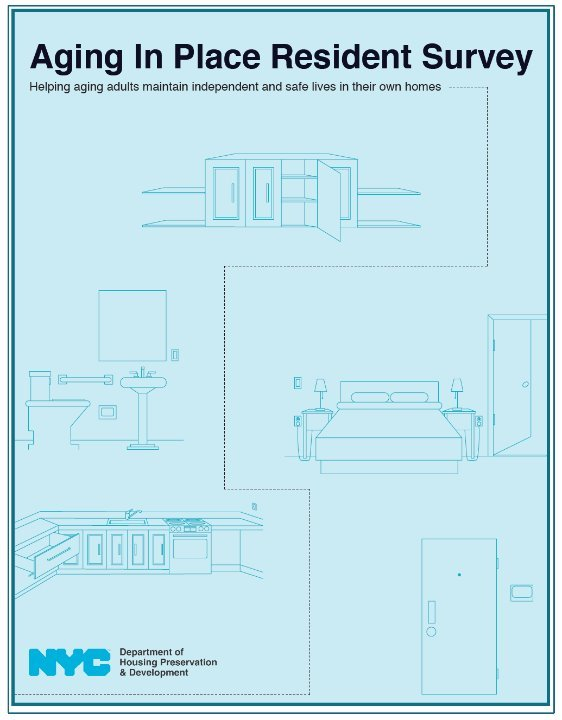 Aging In Place Resident Survey
Helping aging adults maintain independent and safe lives in their own homes
NYC
Department of
Housing Preservation
& Development